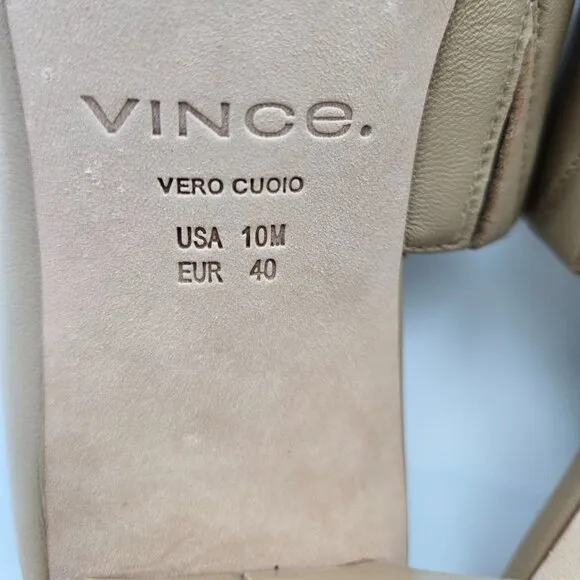 VINCE.
VERO CUOIO
USA 10M
EUR 40